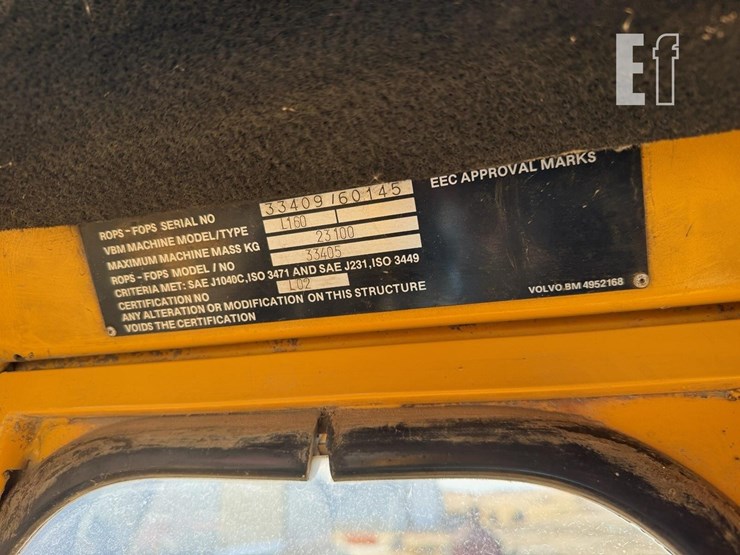 Ef
EEC APPROVAL MARKS
ROPS-FOPS SERIAL NO 33409/60145
VBM MACHINE MODEL/TYPE L160
MAXIMUM MACHINE MASS KG 23100
ROPS-FOPS MODEL/NO 33405
CRITERIA MET: SAE J1040C, ISO 3471 AND SAE J231, ISO 3449
CERTIFICATION NO L02
ANY ALTERATION OR MODIFICATION ON THIS STRUCTURE
VOIDS THE CERTIFICATION
VOLVO.BM 4952168